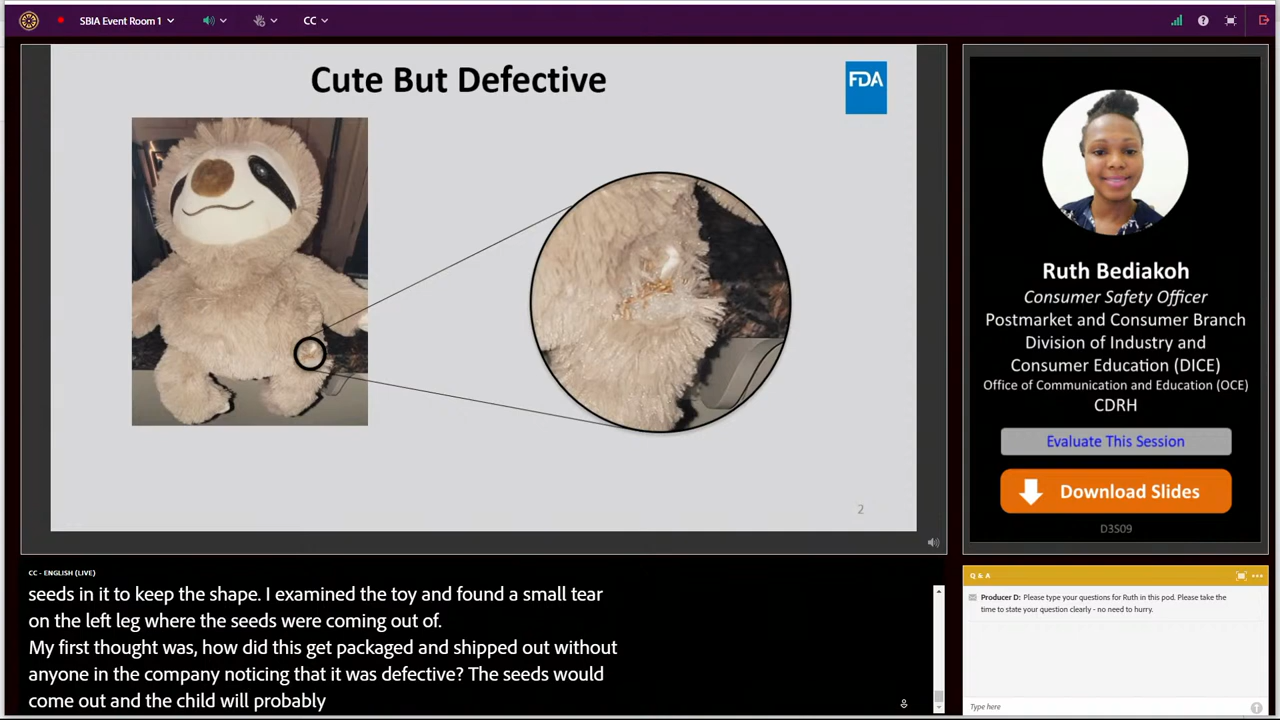 SBIA Event Room 1
CC
Cute But Defective
FDA
2
Ruth Bediakoh
Consumer Safety Officer
Postmarket and Consumer Branch
Division of Industry and
Consumer Education (DICE)
Office of Communication and Education (OCE)
CDRH
Evaluate This Session
Download Slides
D3S09
CC - ENGLISH (LIVE)
seeds in it to keep the shape. I examined the toy and found a small tear
on the left leg where the seeds were coming out of.
My first thought was, how did this get packaged and shipped out without
anyone in the company noticing that it was defective? The seeds would
come out and the child will probably
Q & A
Producer D: Please type your questions for Ruth in this pod. Please take the
time to state your question clearly - no need to hurry.
Type here